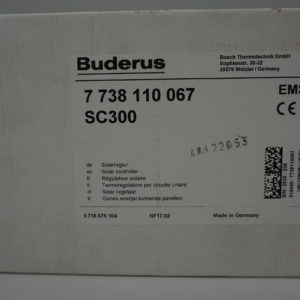 Buderus
Bosch Thermotechnik GmbH
Sophienstr. 30-32
35576 Wetzlar / Germany
7 738 110 067
SC300
EMS
CE
de Solarregler
en Solar controller
fr Régulateur solaire
it Termoregolatore per circuito solare
nl Solar regelaar
tr Güneş enerjisi kumanda panelleri
6 716 675 104
NF17.02
Made in Germany